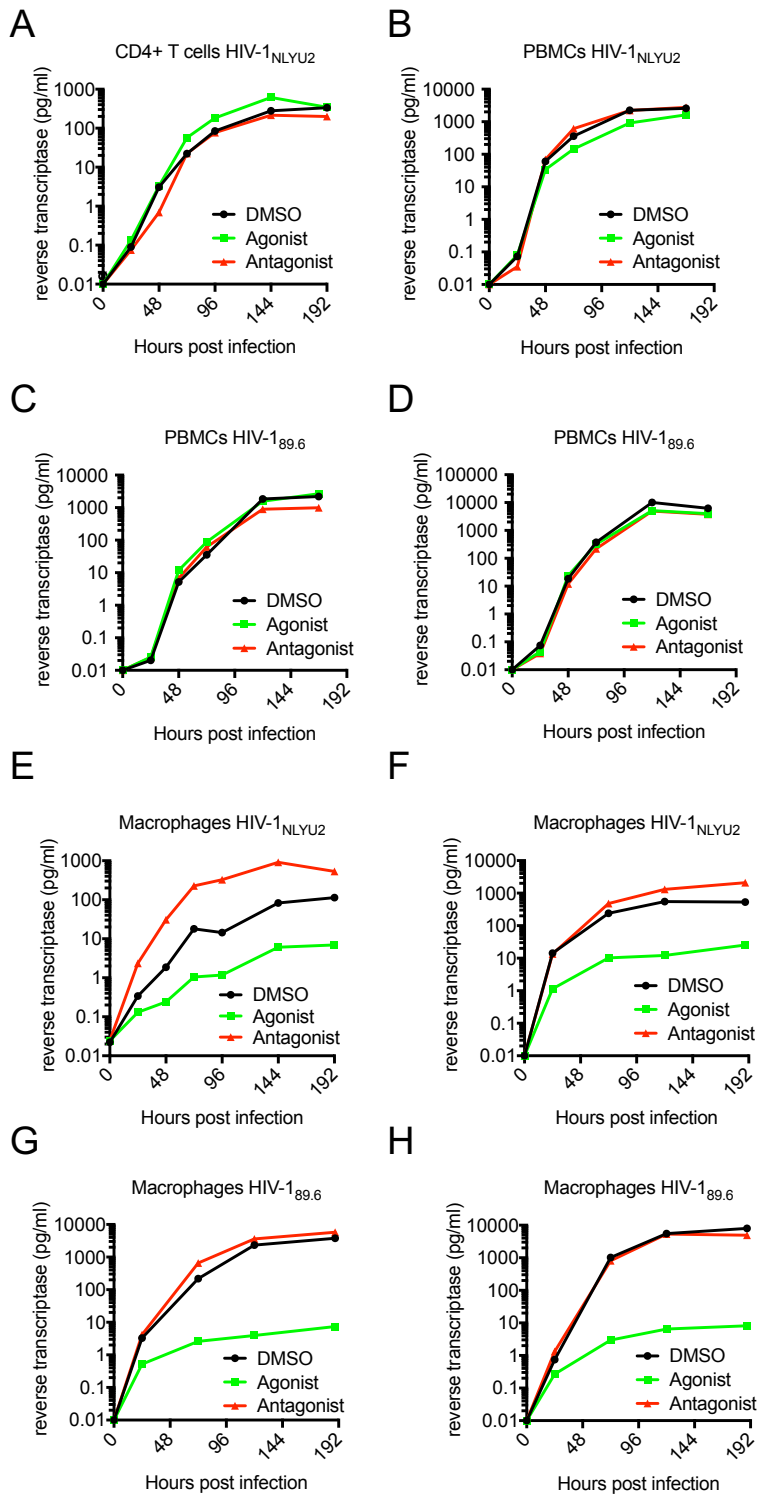 A
CD4+ T cells HIV-1NLYU2
reverse transcriptase (pg/ml)
1000
100
10
1
0.1
0.01
DMSO
Agonist
Antagonist
0 48 96 144 192
Hours post infection
B
PBMCs HIV-1NLYU2
reverse transcriptase (pg/ml)
10000
1000
100
10
1
0.1
0.01
DMSO
Agonist
Antagonist
0 48 96 144 192
Hours post infection
C
PBMCs HIV-189.6
reverse transcriptase (pg/ml)
10000
1000
100
10
1
0.1
0.01
DMSO
Agonist
Antagonist
0 48 96 144 192
Hours post infection
D
PBMCs HIV-189.6
reverse transcriptase (pg/ml)
100000
10000
1000
100
10
1
0.1
0.01
DMSO
Agonist
Antagonist
0 48 96 144 192
Hours post infection
E
Macrophages HIV-1NLYU2
reverse transcriptase (pg/ml)
1000
100
10
1
0.1
0.01
DMSO
Agonist
Antagonist
0 48 96 144 192
Hours post infection
F
Macrophages HIV-1NLYU2
reverse transcriptase (pg/ml)
10000
1000
100
10
1
0.1
0.01
DMSO
Agonist
Antagonist
0 48 96 144 192
Hours post infection
G
Macrophages HIV-189.6
reverse transcriptase (pg/ml)
10000
1000
100
10
1
0.1
0.01
DMSO
Agonist
Antagonist
0 48 96 144 192
Hours post infection
H
Macrophages HIV-189.6
reverse transcriptase (pg/ml)
10000
1000
100
10
1
0.1
0.01
DMSO
Agonist
Antagonist
0 48 96 144 192
Hours post infection